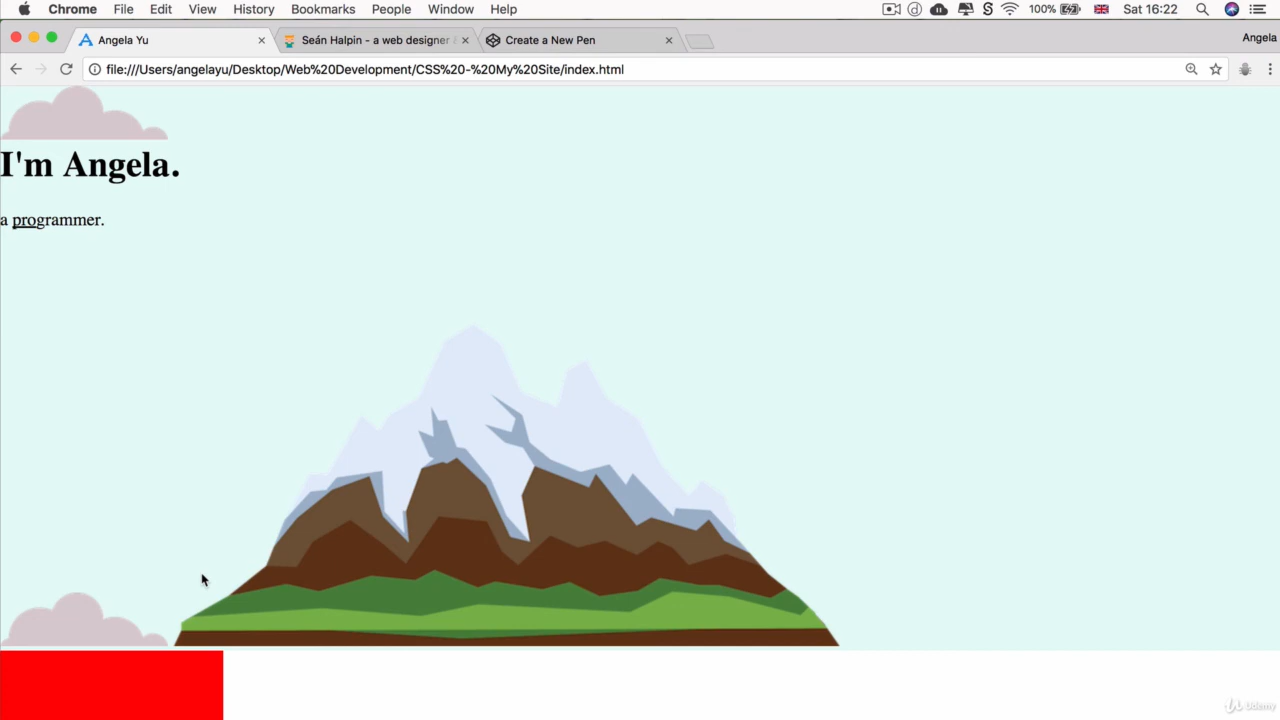 Chrome File Edit View History Bookmarks People Window Help 100% Sat 16:22
Angela Yu Seán Halpin - a web designer Create a New Pen Angela
file:///Users/angelayu/Desktop/Web%20Development/CSS%20-%20My%20Site/index.html
I'm Angela.
a programmer.
Udemy